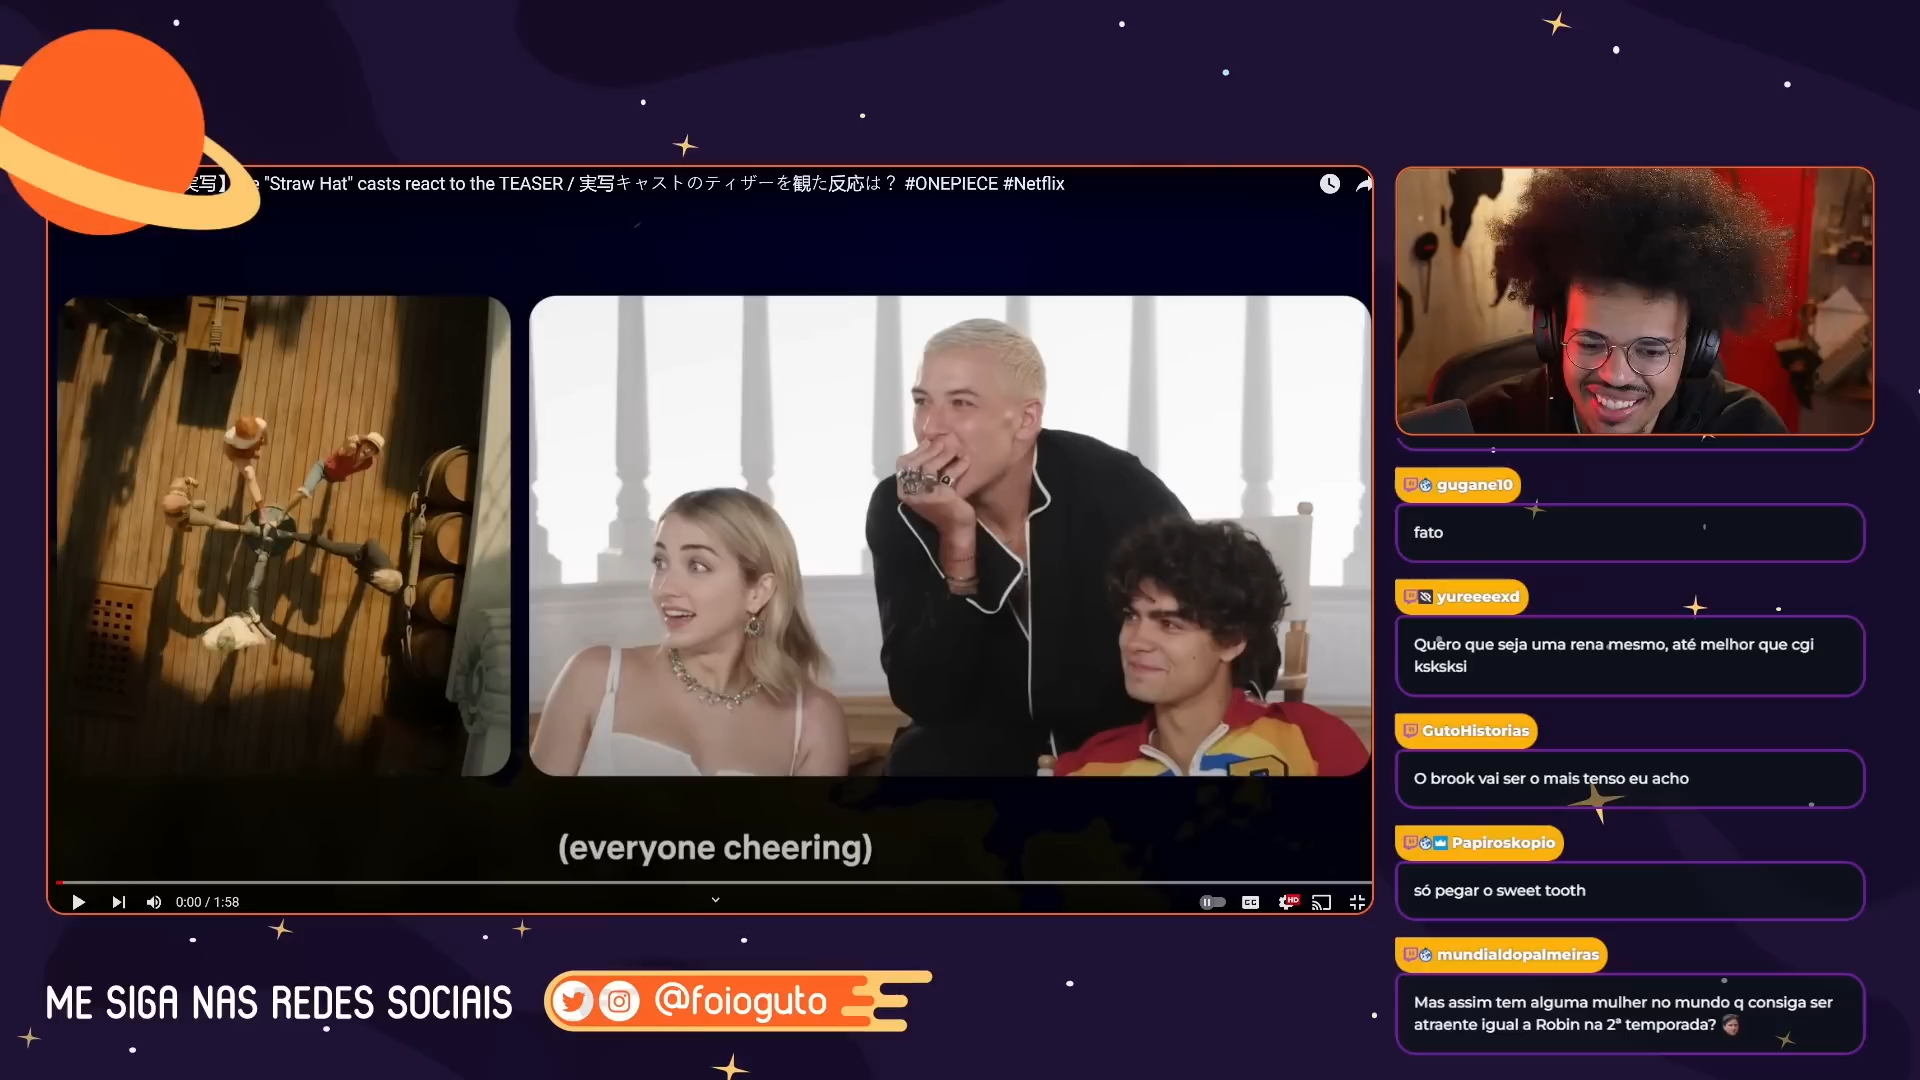 実写】 "Straw Hat" casts react to the TEASER / 実写キャストのティザーを観た反応は？ #ONEPIECE #Netflix
(everyone cheering)
0:00 / 1:58
CC
HD
ME SIGA NAS REDES SOCIAIS
@foioguto
gugane10
fato
yureeeexd
Quero que seja uma rena mesmo, até melhor que cgi
ksksksi
GutoHistorias
O brook vai ser o mais tenso eu acho
Papiroskopio
só pegar o sweet tooth
mundialdopalmeiras
Mas assim tem alguma mulher no mundo q consiga ser
atraente igual a Robin na 2ª temporada?